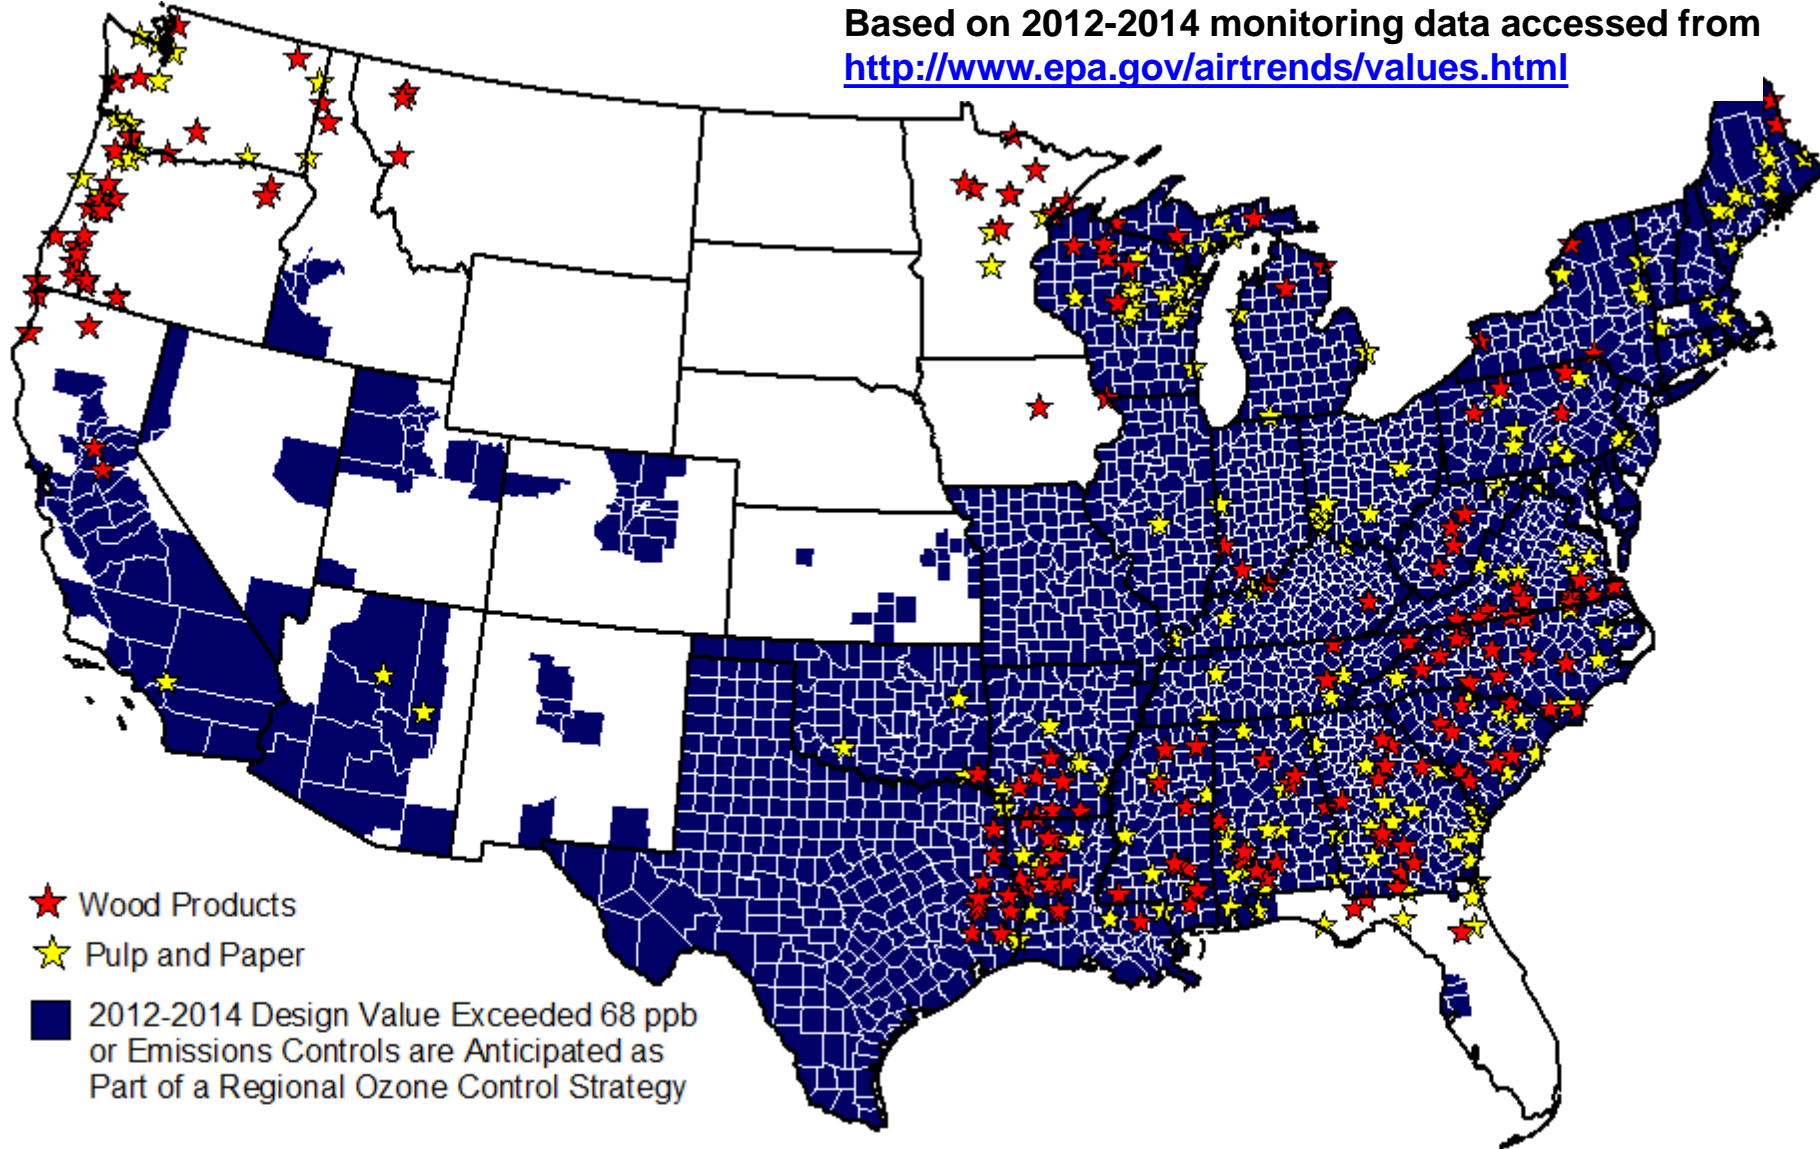 Based on 2012-2014 monitoring data accessed from
http://www.epa.gov/airtrends/values.html
Wood Products
Pulp and Paper
2012-2014 Design Value Exceeded 68 ppb
or Emissions Controls are Anticipated as
Part of a Regional Ozone Control Strategy